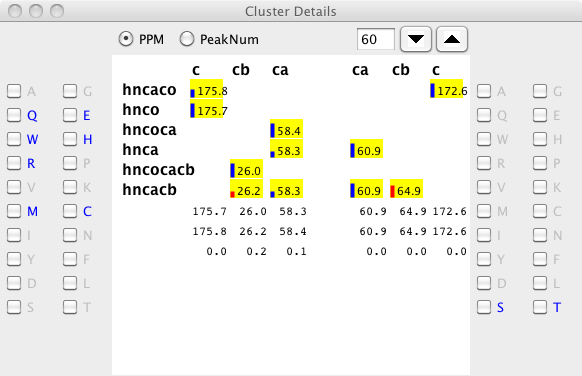 Cluster Details
PPM PeakNum 60
c cb ca ca cb c
A G hncaco 175.8 172.6 A G
Q E hnco 175.7 Q E
W H hncoca 58.4 W H
R P hnca 58.3 60.9 R P
V K hncocacb 26.0 V K
hncacb 26.2 58.3 60.9 64.9
M C 175.7 26.0 58.3 60.9 64.9 172.6 M C
I N 175.8 26.2 58.4 60.9 64.9 172.6 I N
Y F 0.0 0.2 0.1 0.0 0.0 0.0 Y F
D L D L
S T S T